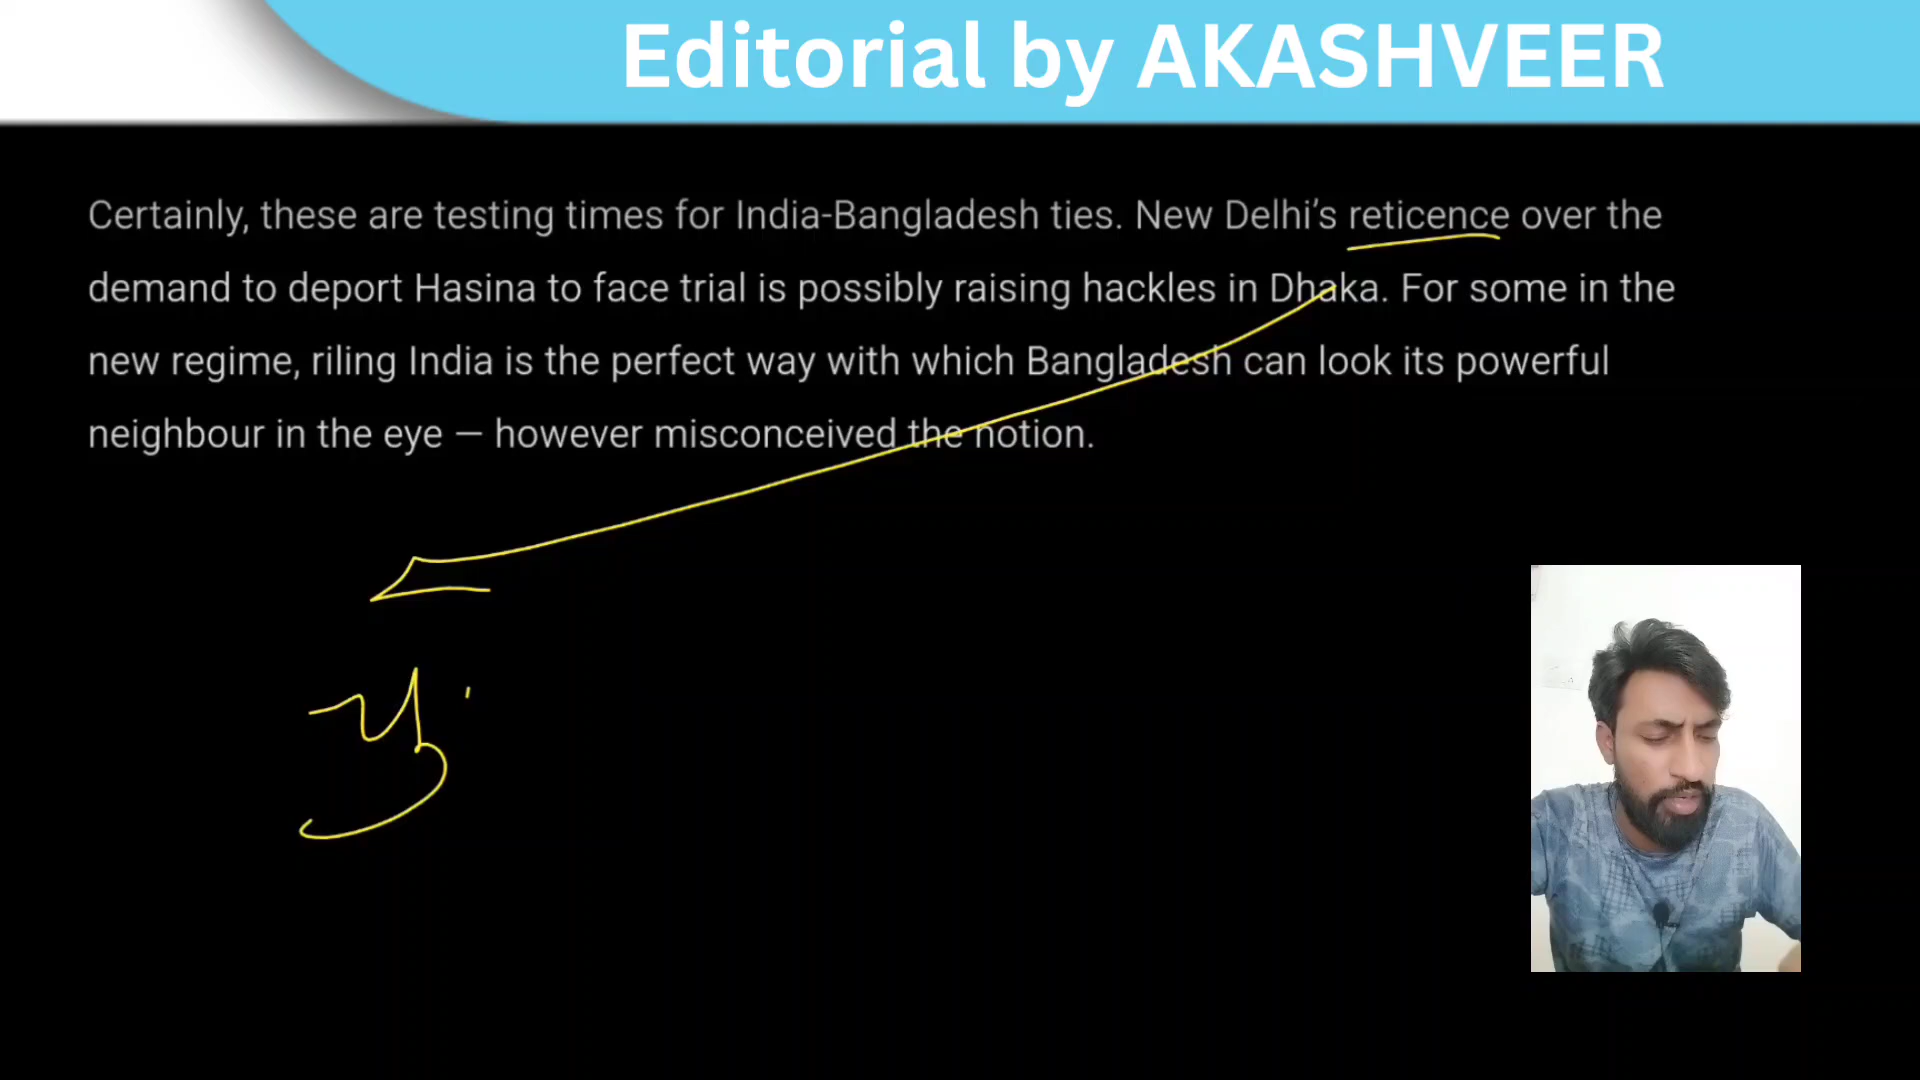 Editorial by AKASHVEER
Certainly, these are testing times for India-Bangladesh ties. New Delhi’s reticence over the
demand to deport Hasina to face trial is possibly raising hackles in Dhaka. For some in the
new regime, riling India is the perfect way with which Bangladesh can look its powerful
neighbour in the eye — however misconceived the notion.